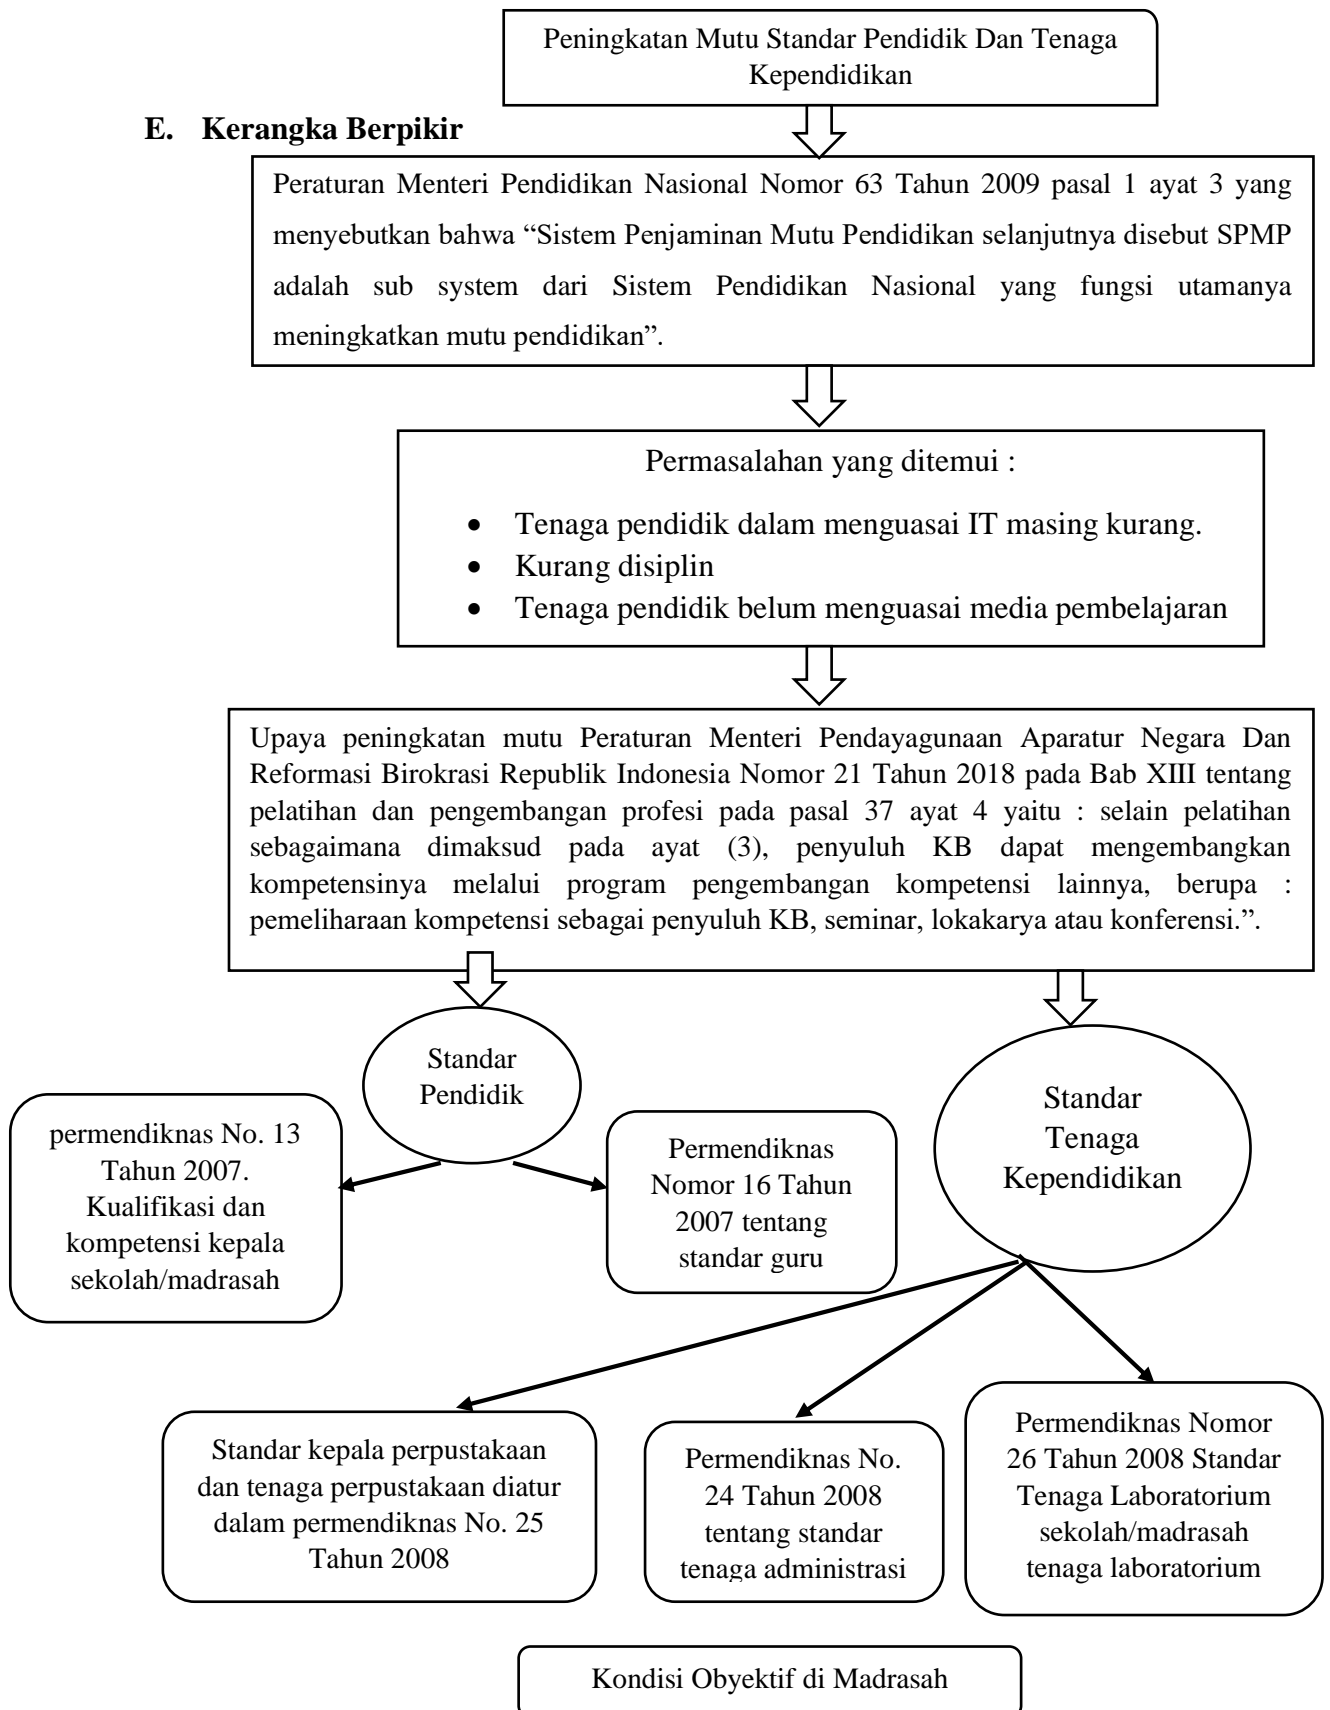 Peningkatan Mutu Standar Pendidik Dan Tenaga
Kependidikan
E. Kerangka Berpikir
Peraturan Menteri Pendidikan Nasional Nomor 63 Tahun 2009 pasal 1 ayat 3 yang
menyebutkan bahwa “Sistem Penjaminan Mutu Pendidikan selanjutnya disebut SPMP
adalah sub system dari Sistem Pendidikan Nasional yang fungsi utamanya
meningkatkan mutu pendidikan”.
Permasalahan yang ditemui :
• Tenaga pendidik dalam menguasai IT masing kurang.
• Kurang disiplin
• Tenaga pendidik belum menguasai media pembelajaran
Upaya peningkatan mutu Peraturan Menteri Pendayagunaan Aparatur Negara Dan
Reformasi Birokrasi Republik Indonesia Nomor 21 Tahun 2018 pada Bab XIII tentang
pelatihan dan pengembangan profesi pada pasal 37 ayat 4 yaitu : selain pelatihan
sebagaimana dimaksud pada ayat (3), penyuluh KB dapat mengembangkan
kompetensinya melalui program pengembangan kompetensi lainnya, berupa :
pemeliharaan kompetensi sebagai penyuluh KB, seminar, lokakarya atau konferensi.”.
Standar
Pendidik
Standar
Tenaga
Kependidikan
permendiknas No. 13
Tahun 2007.
Kualifikasi dan
kompetensi kepala
sekolah/madrasah
Permendiknas
Nomor 16 Tahun
2007 tentang
standar guru
Standar kepala perpustakaan
dan tenaga perpustakaan diatur
dalam permendiknas No. 25
Tahun 2008
Permendiknas No.
24 Tahun 2008
tentang standar
tenaga administrasi
Permendiknas Nomor
26 Tahun 2008 Standar
Tenaga Laboratorium
sekolah/madrasah
tenaga laboratorium
Kondisi Obyektif di Madrasah